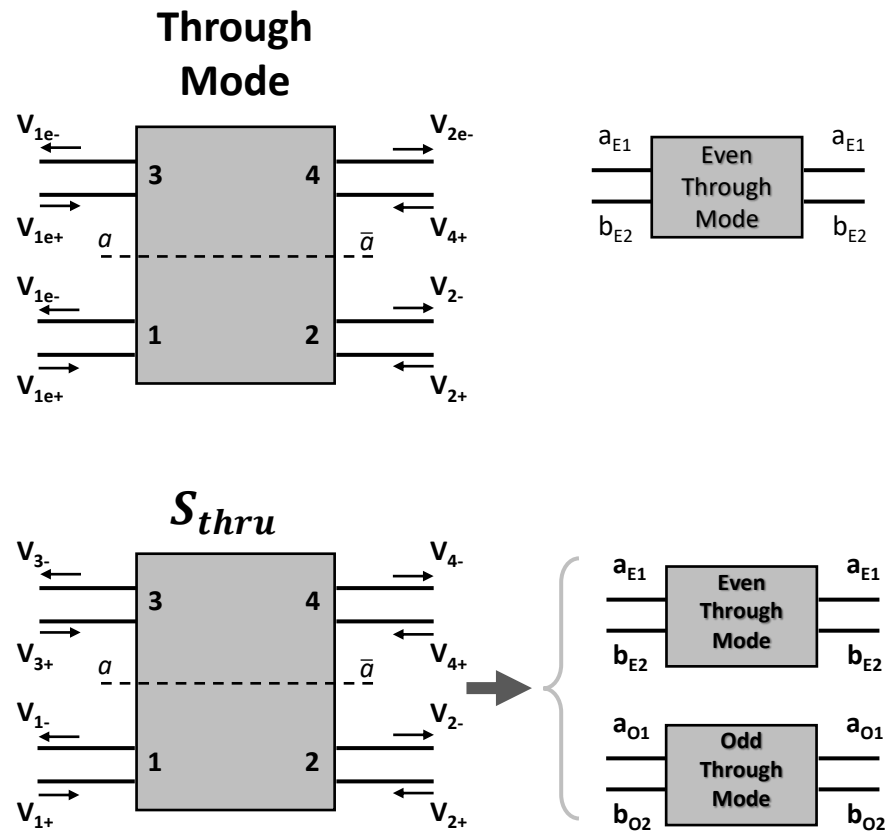 Through
Mode
V1e-
V2e-
3
4
V1e+
a
a̅
V4+
V1e-
V2-
1
2
V1e+
V2+
aE1
aE1
Even
Through
Mode
bE2
bE2
Sthru
V3-
V4-
3
4
V3+
a
a̅
V4+
V1-
V2-
1
2
V1+
V2+
aE1
aE1
Even
Through
Mode
bE2
bE2
aO1
aO1
Odd
Through
Mode
bO2
bO2